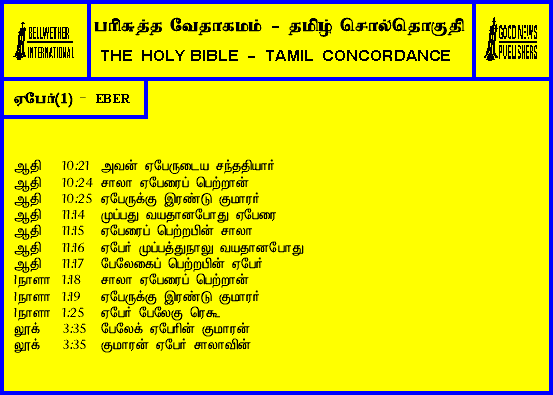 BELLWETHER
INTERNATIONAL
பரிசுத்த வேதாகமம் - தமிழ் சொல்தொகுதி
THE HOLY BIBLE - TAMIL CONCORDANCE
GOOD NEWS
PUBLISHERS
ஏபேர்(1) - EBER
ஆதி 10:21 அவன் ஏபேருடைய சந்ததியார்
ஆதி 10:24 சாலா ஏபேரைப் பெற்றான்
ஆதி 10:25 ஏபேருக்கு இரண்டு குமாரர்
ஆதி 11:14 முப்பது வயதானபோது ஏபேரை
ஆதி 11:15 ஏபேரைப் பெற்றபின் சாலா
ஆதி 11:16 ஏபேர் முப்பத்துநாலு வயதானபோது
ஆதி 11:17 பேலேகைப் பெற்றபின் ஏபேர்
1நாளா 1:18 சாலா ஏபேரைப் பெற்றான்
1நாளா 1:19 ஏபேருக்கு இரண்டு குமாரர்
1நாளா 1:25 ஏபேர் பேலேகு ரெகூ
லூக் 3:35 பேலேக் ஏபேரின் குமாரன்
லூக் 3:35 குமாரன் ஏபேர் சாலாவின்